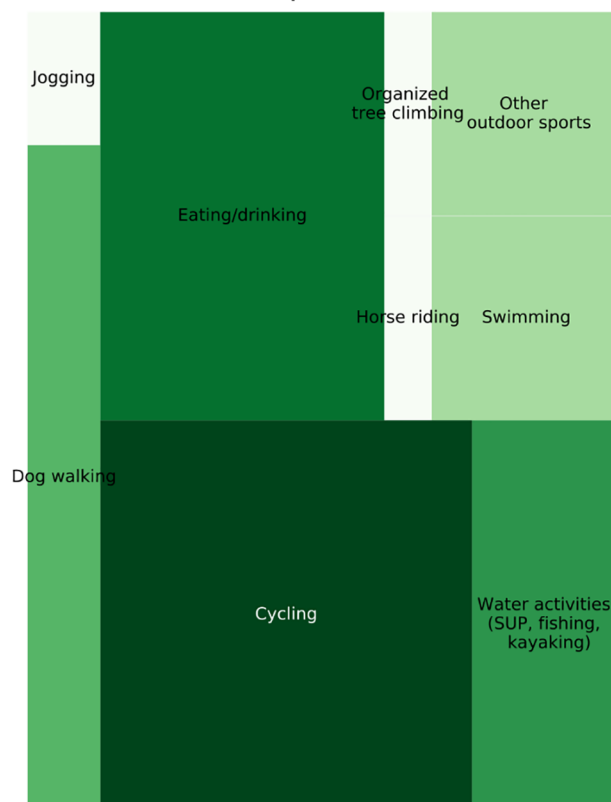 Jogging
Organized
tree climbing
Other
outdoor sports
Eating/drinking
Horse riding
Swimming
Dog walking
Cycling
Water activities
(SUP, fishing,
kayaking)